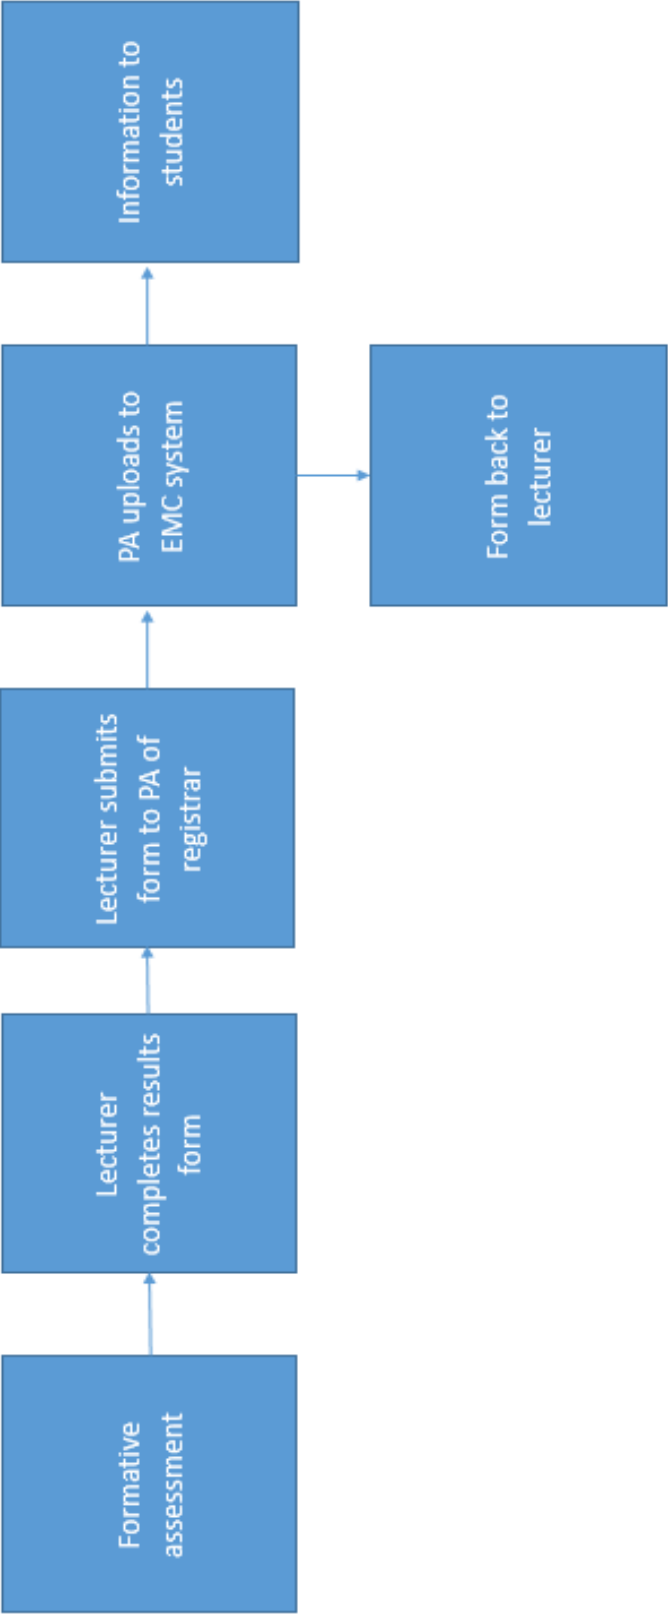 Formative
assessment
Lecturer
completes results
form
Lecturer submits
form to PA of
registrar
PA uploads to
EMC system
Information to
students
Form back to
lecturer